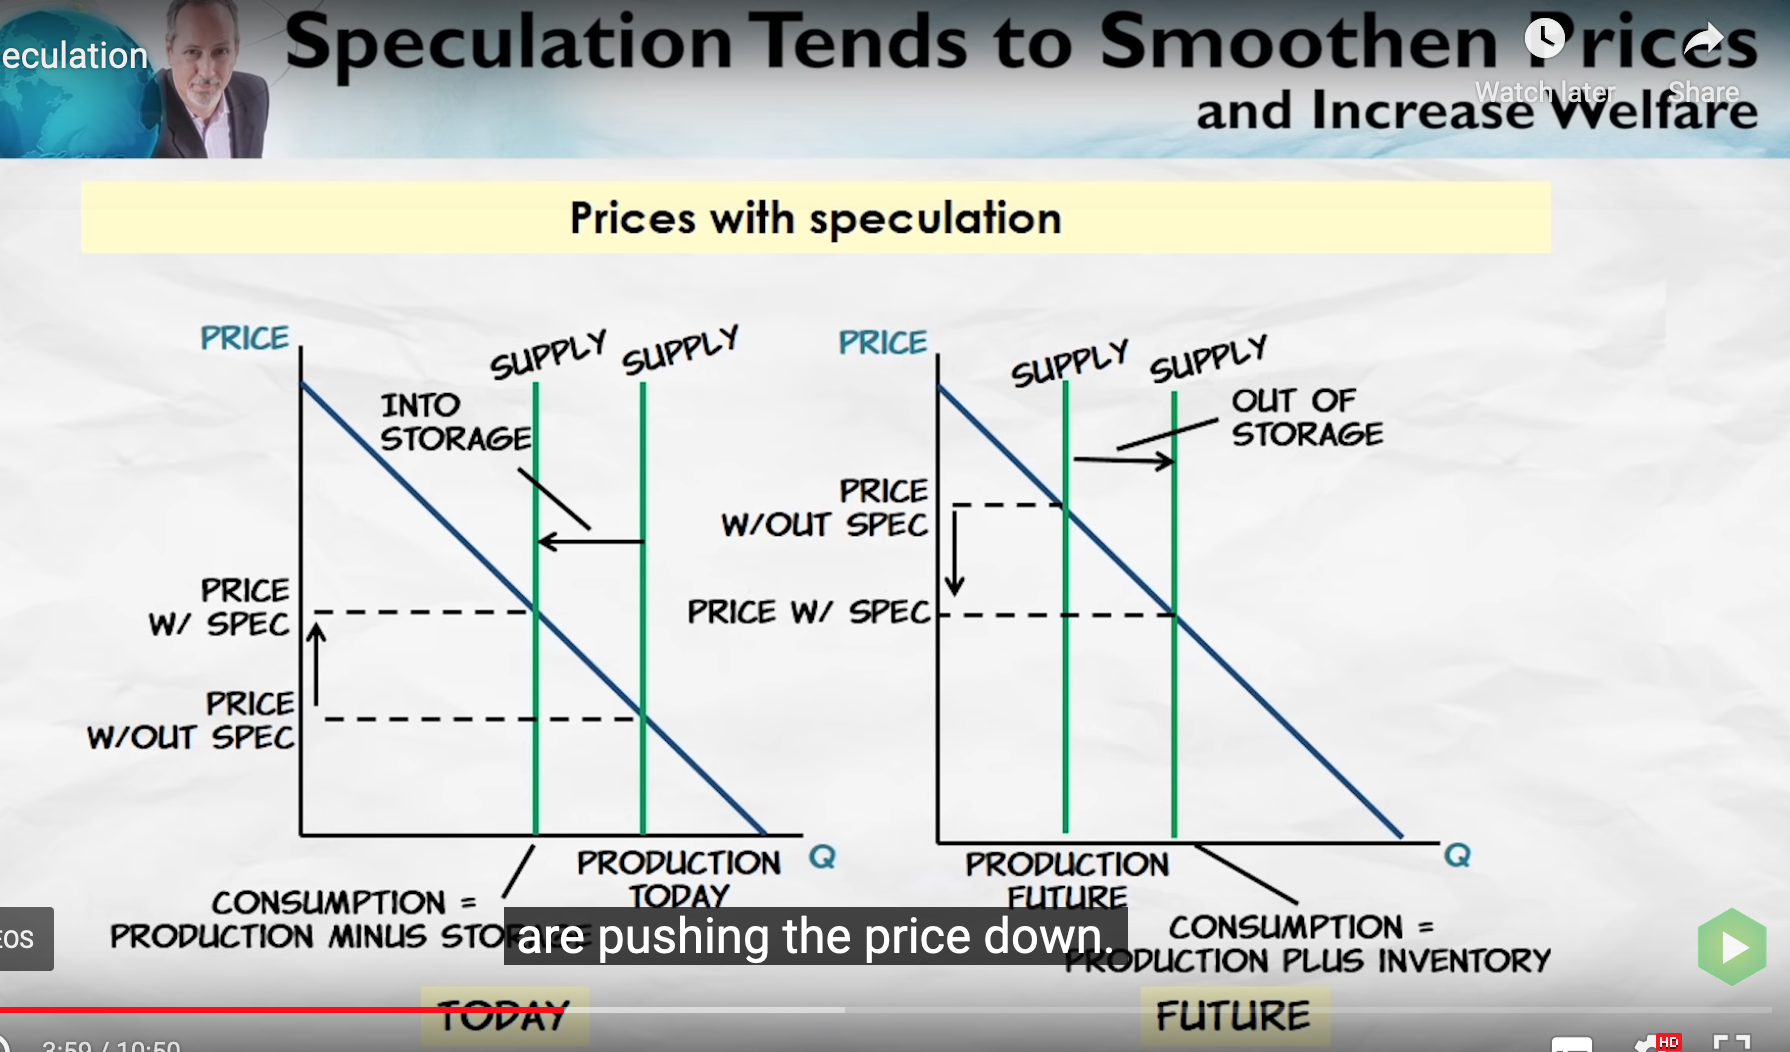 Speculation Tends to Smoothen Prices
eculation
Watch later
Share
and Increase Welfare
Prices with speculation
PRICE
SUPPLY
SUPPLY
INTO
STORAGE
PRICE
W/ SPEC
PRICE
W/OUT SPEC
PRODUCTION
TODAY
Q
CONSUMPTION =
PRODUCTION MINUS STORAGE
TODAY
PRICE
SUPPLY
SUPPLY
OUT OF
STORAGE
PRICE
W/OUT SPEC
PRICE W/ SPEC
PRODUCTION
FUTURE
Q
CONSUMPTION =
PRODUCTION PLUS INVENTORY
FUTURE
are pushing the price down.
EOS
3:59 / 10:50
HD